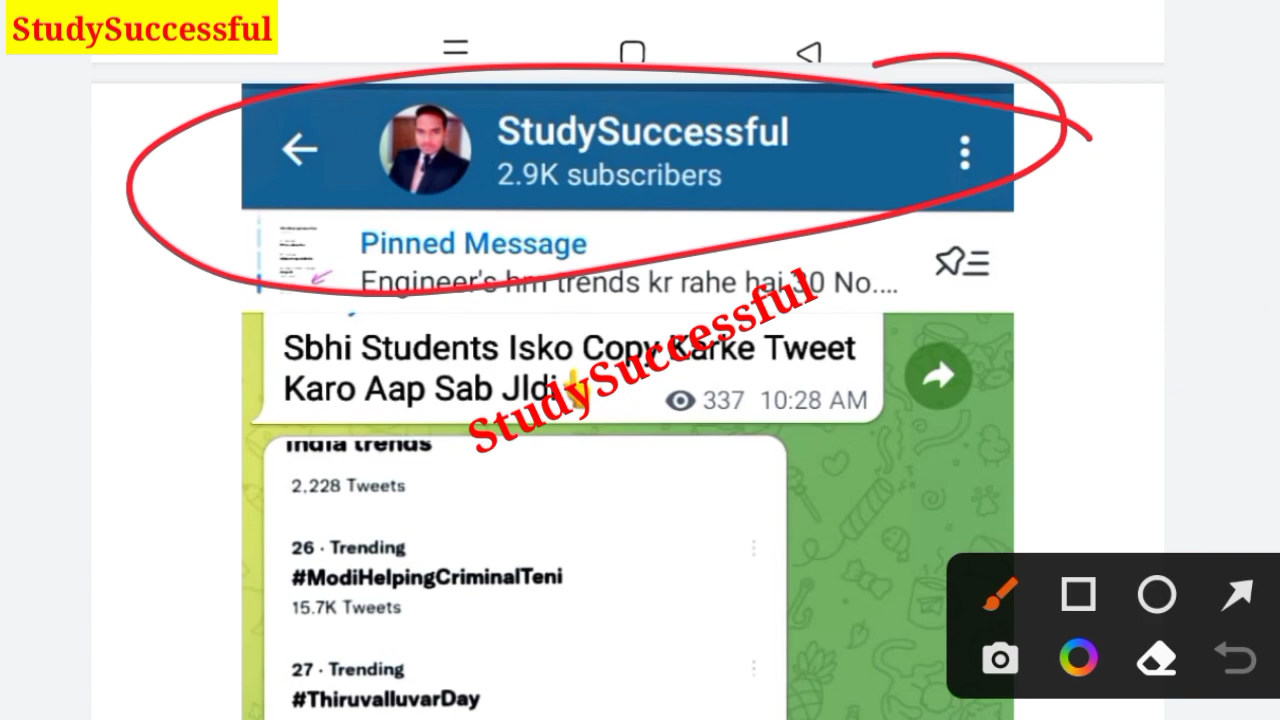 StudySuccessful
StudySuccessful
2.9K subscribers
Pinned Message
Engineer's hm trends kr rahe hai 30 No....
Sbhi Students Isko Copy Karke Tweet
Karo Aap Sab Jldi
337 10:28 AM
StudySuccessful
India trends
2,228 Tweets
26 · Trending
#ModiHelpingCriminalTeni
15.7K Tweets
27 · Trending
#ThiruvalluvarDay